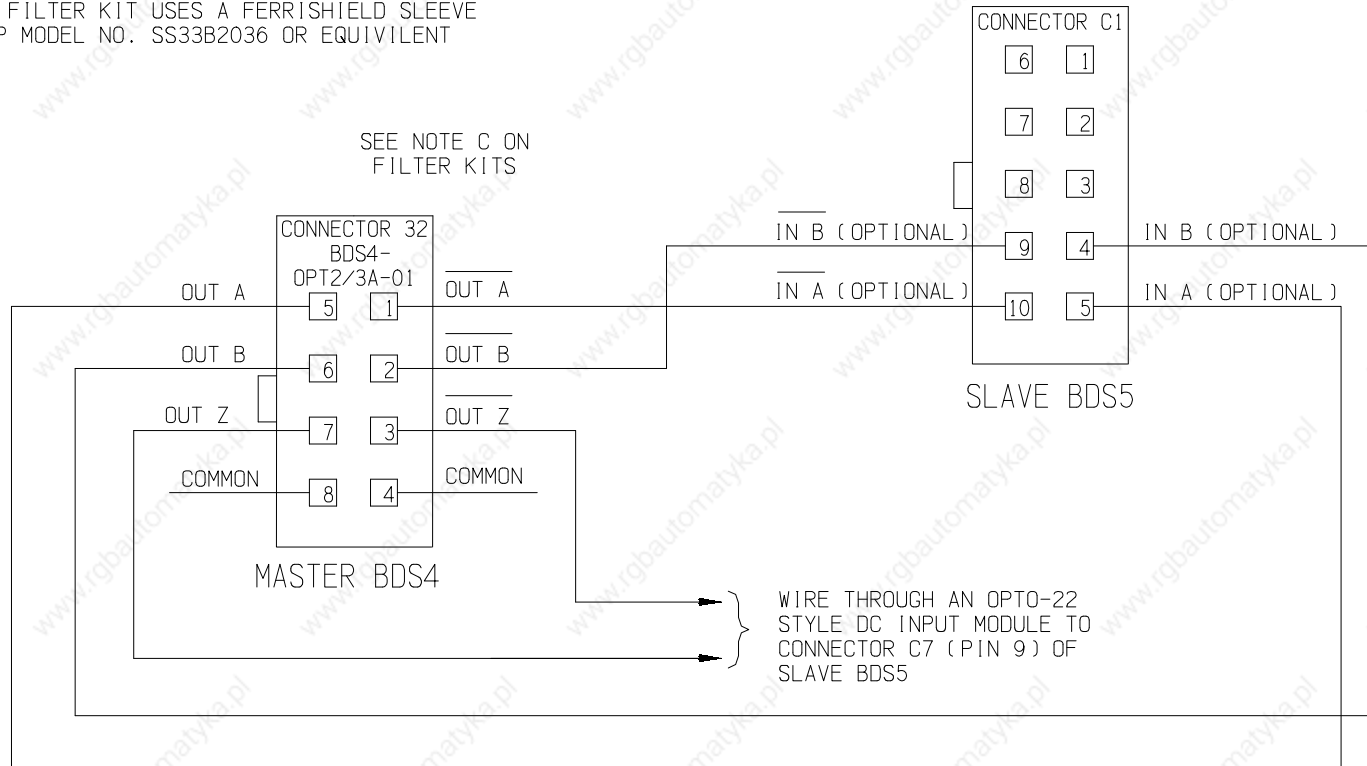 FILTER KIT USES A FERRISHIELD SLEEVE
P MODEL NO. SS33B2036 OR EQUIVILENT
SEE NOTE C ON
FILTER KITS
CONNECTOR C1
6 1
7 2
8 3
9 4
10 5
IN B (OPTIONAL)
IN A (OPTIONAL)
IN B (OPTIONAL)
IN A (OPTIONAL)
SLAVE BDS5
CONNECTOR 32
BDS4-
OPT2/3A-01
OUT A
5 1
OUT A
OUT B
6 2
OUT B
OUT Z
7 3
OUT Z
COMMON
8 4
COMMON
MASTER BDS4
WIRE THROUGH AN OPTO-22
STYLE DC INPUT MODULE TO
CONNECTOR C7 (PIN 9) OF
SLAVE BDS5
www.rgbautomatyka.pl